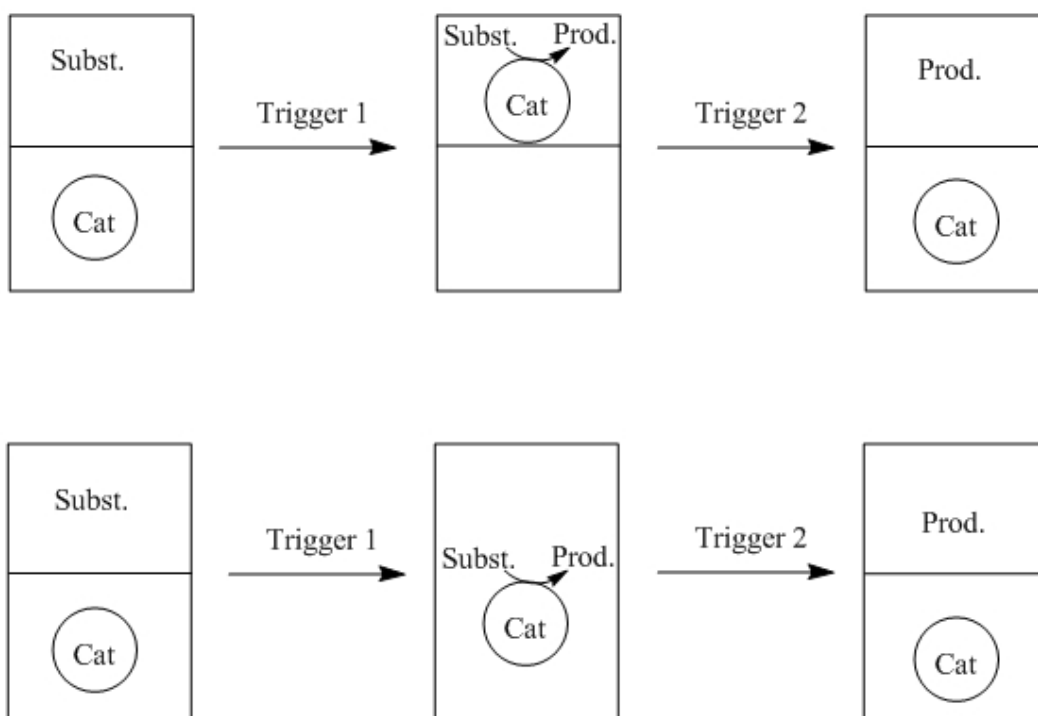 Subst.
Trigger 1
Subst. Prod.
Trigger 2
Prod.
Cat
Cat
Cat
Subst.
Trigger 1
Subst. Prod.
Trigger 2
Prod.
Cat
Cat
Cat